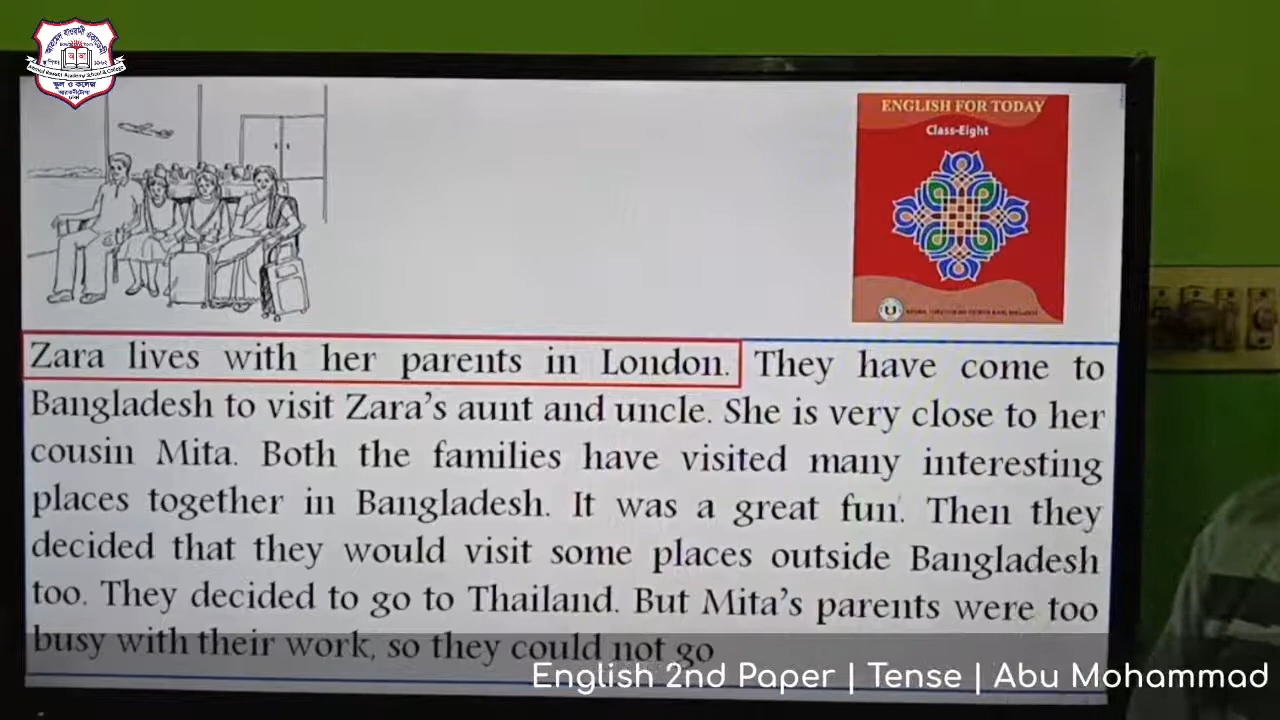 আহমেদ বাওয়ানী একাডেমী
স্কুল ও কলেজ
ENGLISH FOR TODAY
Class-Eight
Zara lives with her parents in London. They have come to
Bangladesh to visit Zara's aunt and uncle. She is very close to her
cousin Mita. Both the families have visited many interesting
places together in Bangladesh. It was a great fun. Then they
decided that they would visit some places outside Bangladesh
too. They decided to go to Thailand. But Mita's parents were too
busy with their work, so they could not go
English 2nd Paper | Tense | Abu Mohammad